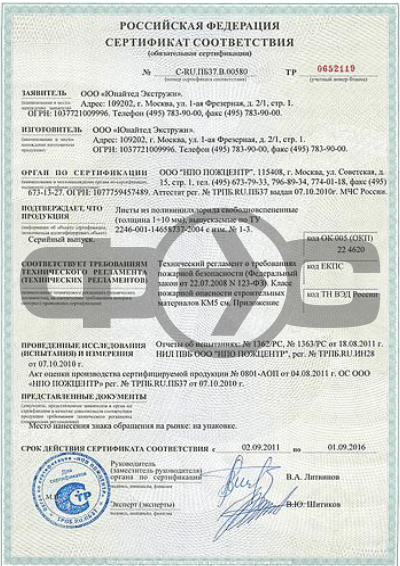 РОССИЙСКАЯ ФЕДЕРАЦИЯ
СЕРТИФИКАТ СООТВЕТСТВИЯ
(обязательная сертификация)
№ C-RU.ПБ37.В.00580 ТР 0652119
(номер сертификата соответствия) (учетный номер бланка)
ЗАЯВИТЕЛЬ ООО «Юнайтед Экстружн».
Адрес: 109202, г. Москва, ул. 1-ая Фрезерная, д. 2/1, стр. 1.
ОГРН: 1037721009996. Телефон (495) 783-90-00, факс (495) 783-90-00.
ИЗГОТОВИТЕЛЬ ООО «Юнайтед Экстружн».
Адрес: 109202, г. Москва, ул. 1-ая Фрезерная, д. 2/1, стр. 1.
ОГРН: 1037721009996. Телефон (495) 783-90-00, факс (495) 783-90-00.
ОРГАН ПО СЕРТИФИКАЦИИ ООО "НПО ПОЖЦЕНТР", 115408, г. Москва, ул. Советская, д.
15, стр. 1, тел. (495) 673-79-33, 796-89-34, 774-01-18, факс (495)
673-13-27. ОГРН: 1077759457489. Аттестат рег. № ТРПБ.RU.ПБ37 выдан 07.10.2010г. МЧС России.
ПОДТВЕРЖДАЕТ, ЧТО
ПРОДУКЦИЯ
Листы из поливинилхлорида свободновспененные
(толщина 1÷10 мм), выпускаемые по ТУ
2246-001-14658737-2004 с изм. № 1-3.
Серийный выпуск.
код ОК 005 (ОКП)
22 4620
код ЕКПС
код ТН ВЭД России
СООТВЕТСТВУЕТ ТРЕБОВАНИЯМ
ТЕХНИЧЕСКОГО РЕГЛАМЕНТА
(ТЕХНИЧЕСКИХ РЕГЛАМЕНТОВ)
Технический регламент о требованиях
пожарной безопасности (Федеральный
закон от 22.07.2008 N 123-ФЗ). Класс
пожарной опасности строительных
материалов КМ5 см. Приложение
ПРОВЕДЕННЫЕ ИССЛЕДОВАНИЯ
(ИСПЫТАНИЯ) И ИЗМЕРЕНИЯ
Отчеты об испытаниях: № 1362/РС, № 1363/РС от 18.08.2011 г.
НИЛ ПВБ ООО "НПО ПОЖЦЕНТР", рег. № ТРПБ.RU.ИН28
от 07.10.2010 г.
Акт оценки производства сертифицируемой продукции № 0801-АОП от 04.08.2011 г. ОС ООО
«НПО ПОЖЦЕНТР» рег. № ТРПБ.RU.ПБ37 от 07.10.2010 г.
ПРЕДСТАВЛЕННЫЕ ДОКУМЕНТЫ
Место нанесения знака обращения на рынке: на упаковке.
СРОК ДЕЙСТВИЯ СЕРТИФИКАТА СООТВЕТСТВИЯ с 02.09.2011 по 01.09.2016
Руководитель
(заместитель руководителя)
органа по сертификации
В.А. Литвинов
Эксперт (эксперты)
В.Ю. Шитиков
Для
сертификатов